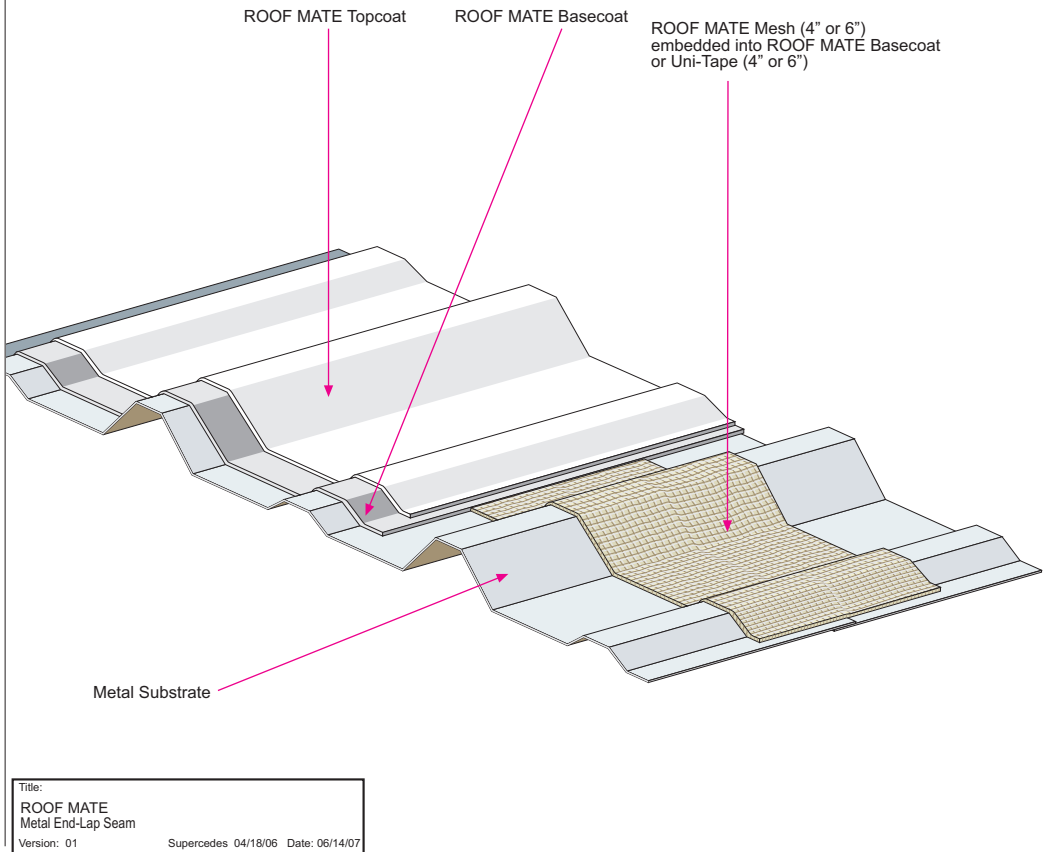 ROOF MATE Topcoat
ROOF MATE Basecoat
ROOF MATE Mesh (4” or 6”)
embedded into ROOF MATE Basecoat
or Uni-Tape (4” or 6”)
Metal Substrate
Title:
ROOF MATE
Metal End-Lap Seam
Version: 01 Supercedes 04/18/06 Date: 06/14/07